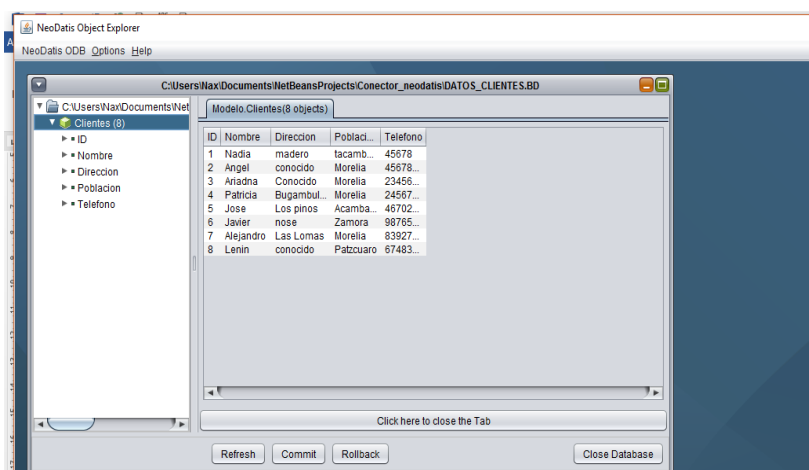 NeoDatis Object Explorer
NeoDatis ODB Options Help
C:\Users\Nax\Documents\NetBeansProjects\Conector_neodatis\DATOS_CLIENTES.BD
C:\Users\Nax\Documents\Net
Clientes (8)
ID
Nombre
Direccion
Poblacion
Telefono
Modelo.Clientes(8 objects)
ID Nombre Direccion Poblaci... Telefono
1 Nadia madero tacamb... 45678
2 Angel conocido Morelia 45678...
3 Ariadna Conocido Morelia 23456...
4 Patricia Bugambul... Morelia 24567...
5 Jose Los pinos Acamba... 46702...
6 Javier nose Zamora 98765...
7 Alejandro Las Lomas Morelia 83927...
8 Lenin conocido Patzcuaro 67483...
Click here to close the Tab
Refresh Commit Rollback Close Database